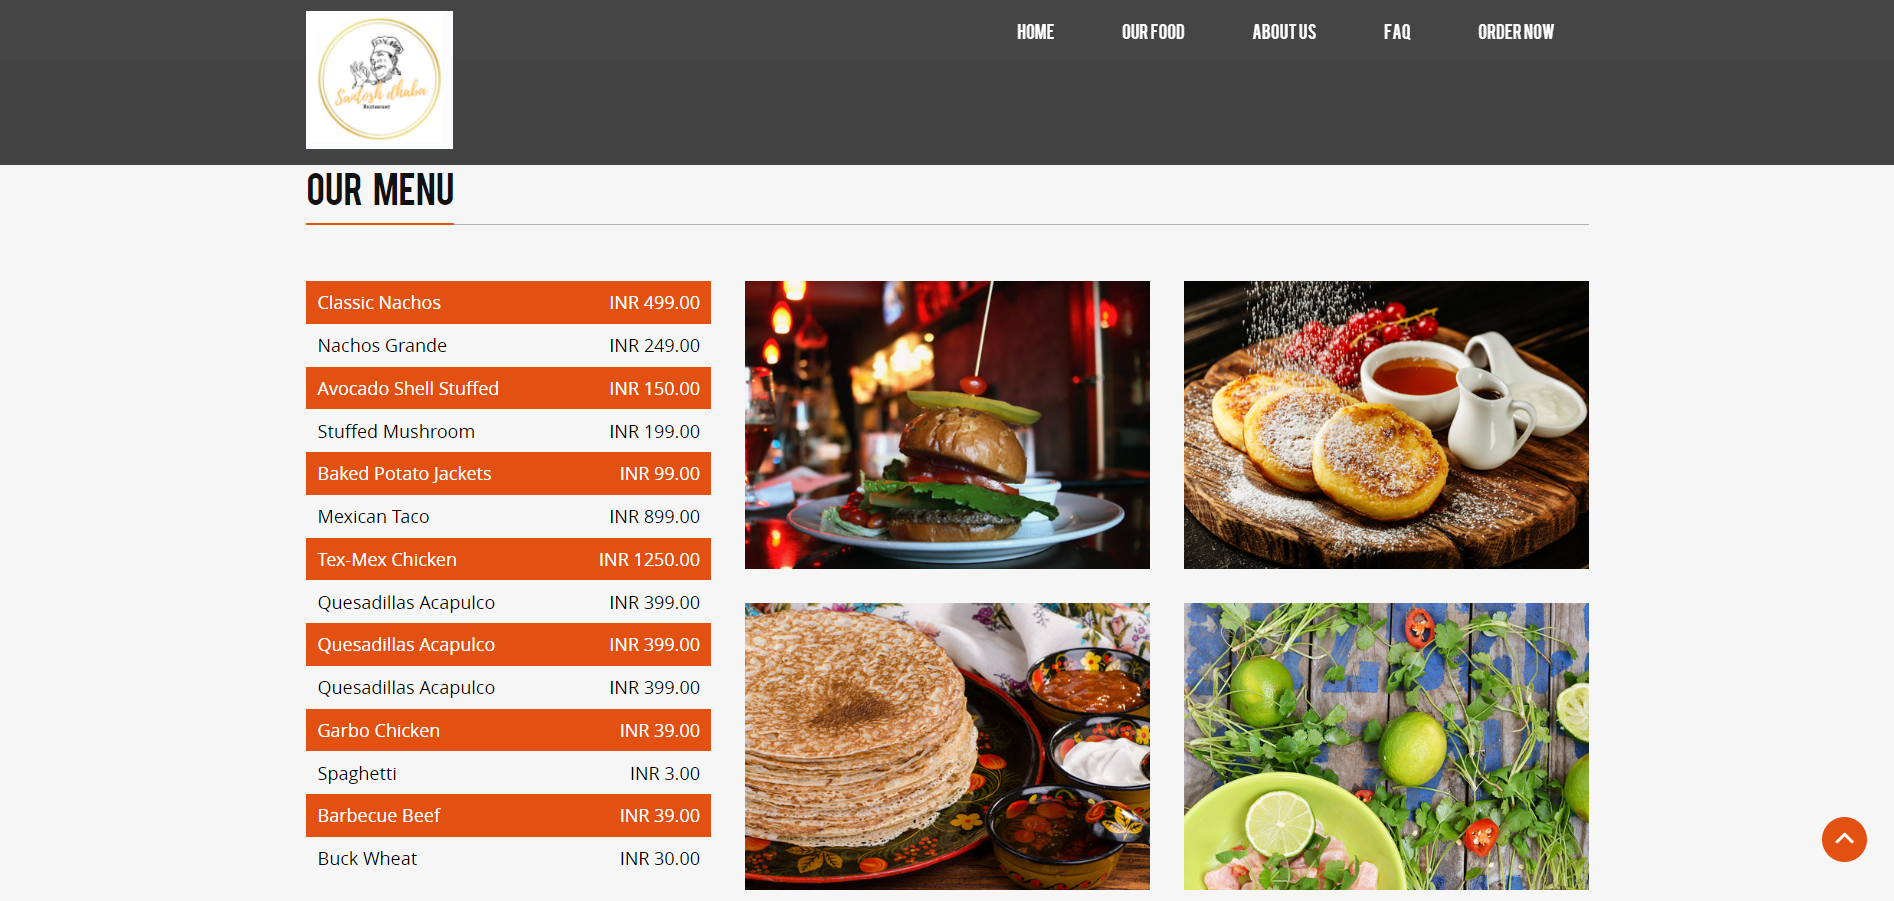 Santosh dhaba
Restaurant
HOME
OUR FOOD
ABOUT US
FAQ
ORDER NOW
OUR MENU
Classic Nachos INR 499.00
Nachos Grande INR 249.00
Avocado Shell Stuffed INR 150.00
Stuffed Mushroom INR 199.00
Baked Potato Jackets INR 99.00
Mexican Taco INR 899.00
Tex-Mex Chicken INR 1250.00
Quesadillas Acapulco INR 399.00
Quesadillas Acapulco INR 399.00
Quesadillas Acapulco INR 399.00
Garbo Chicken INR 39.00
Spaghetti INR 3.00
Barbecue Beef INR 39.00
Buck Wheat INR 30.00